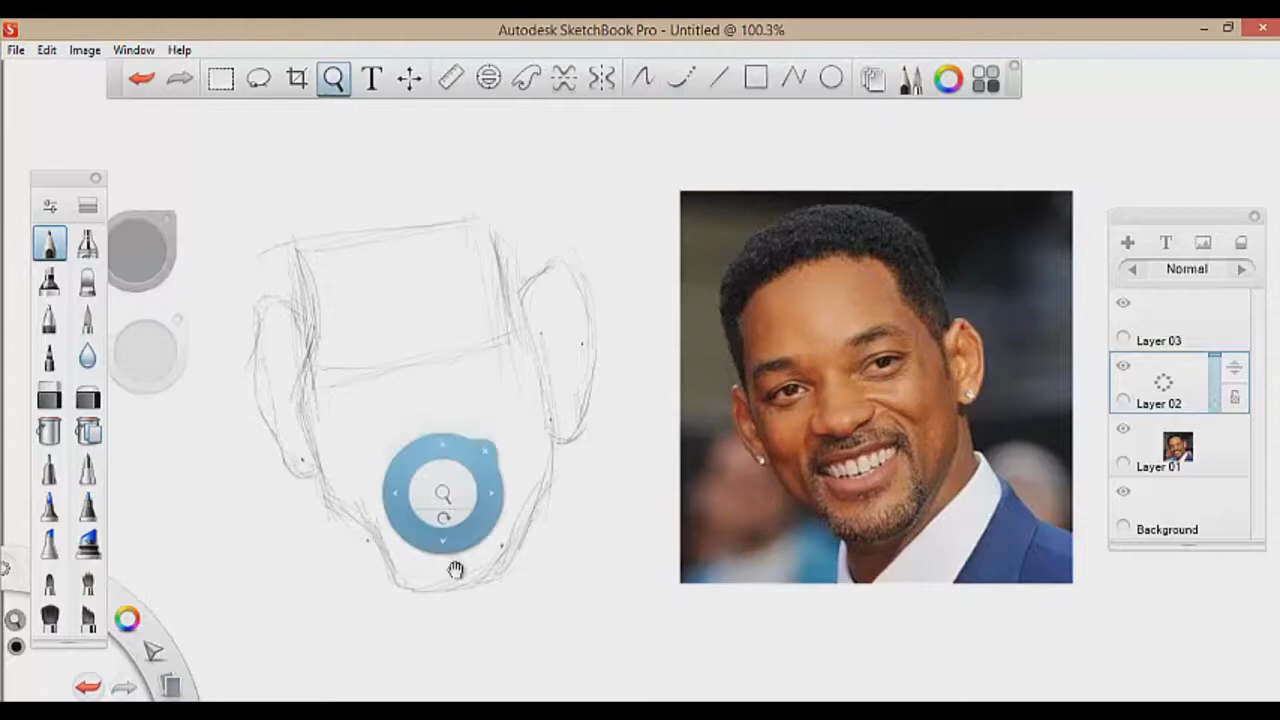 Autodesk SketchBook Pro - Untitled @ 100.3%
File Edit Image Window Help
T
T
Normal
Layer 03
Layer 02
Layer 01
Background